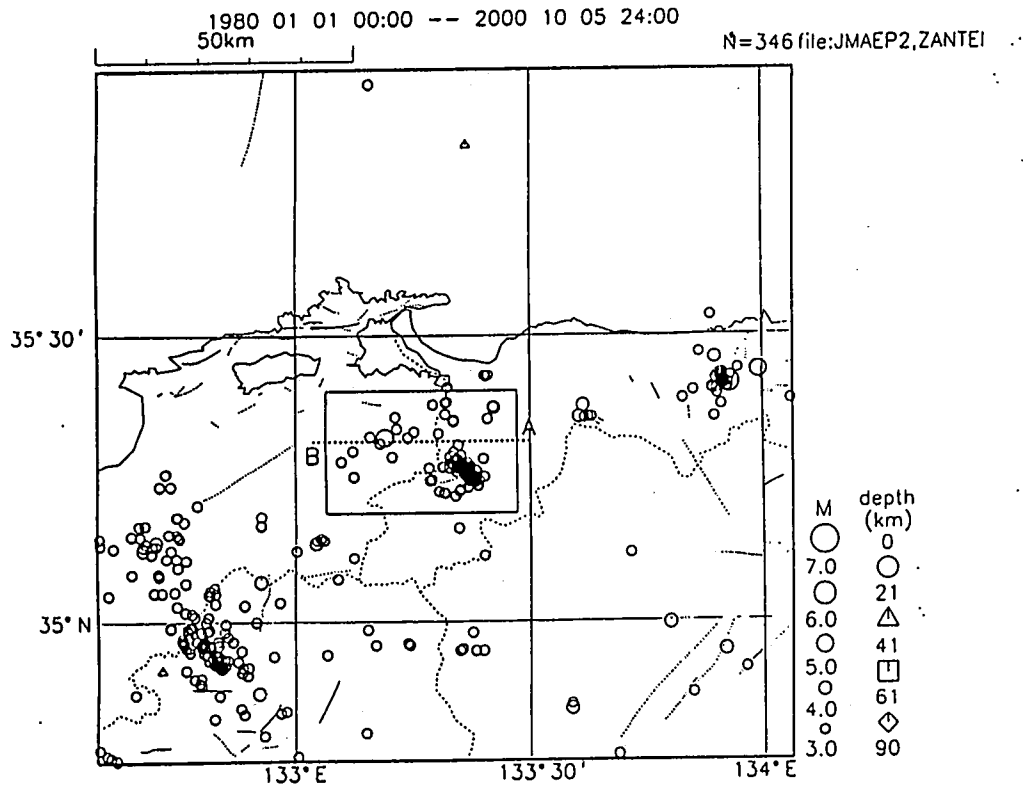 1980 01 01 00:00 -- 2000 10 05 24:00
50km
N=346 file:JMAEP2,ZANTEI
35°30'
A
B
35°N
133°E
133°30'
134°E
M
7.0
6.0
5.0
4.0
3.0
depth
(km)
0
21
41
61
90